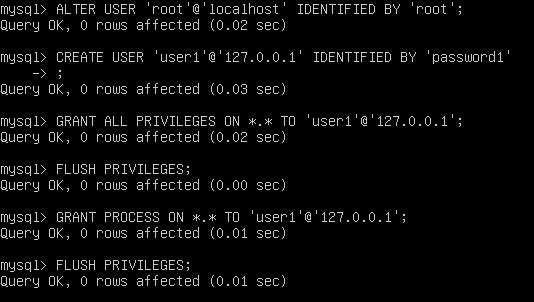 mysql> ALTER USER 'root'@'localhost' IDENTIFIED BY 'root';
Query OK, 0 rows affected (0.02 sec)
mysql> CREATE USER 'user1'@'127.0.0.1' IDENTIFIED BY 'password1'
    -> ;
Query OK, 0 rows affected (0.03 sec)
mysql> GRANT ALL PRIVILEGES ON *.* TO 'user1'@'127.0.0.1';
Query OK, 0 rows affected (0.02 sec)
mysql> FLUSH PRIVILEGES;
Query OK, 0 rows affected (0.00 sec)
mysql> GRANT PROCESS ON *.* TO 'user1'@'127.0.0.1';
Query OK, 0 rows affected (0.01 sec)
mysql> FLUSH PRIVILEGES;
Query OK, 0 rows affected (0.01 sec)